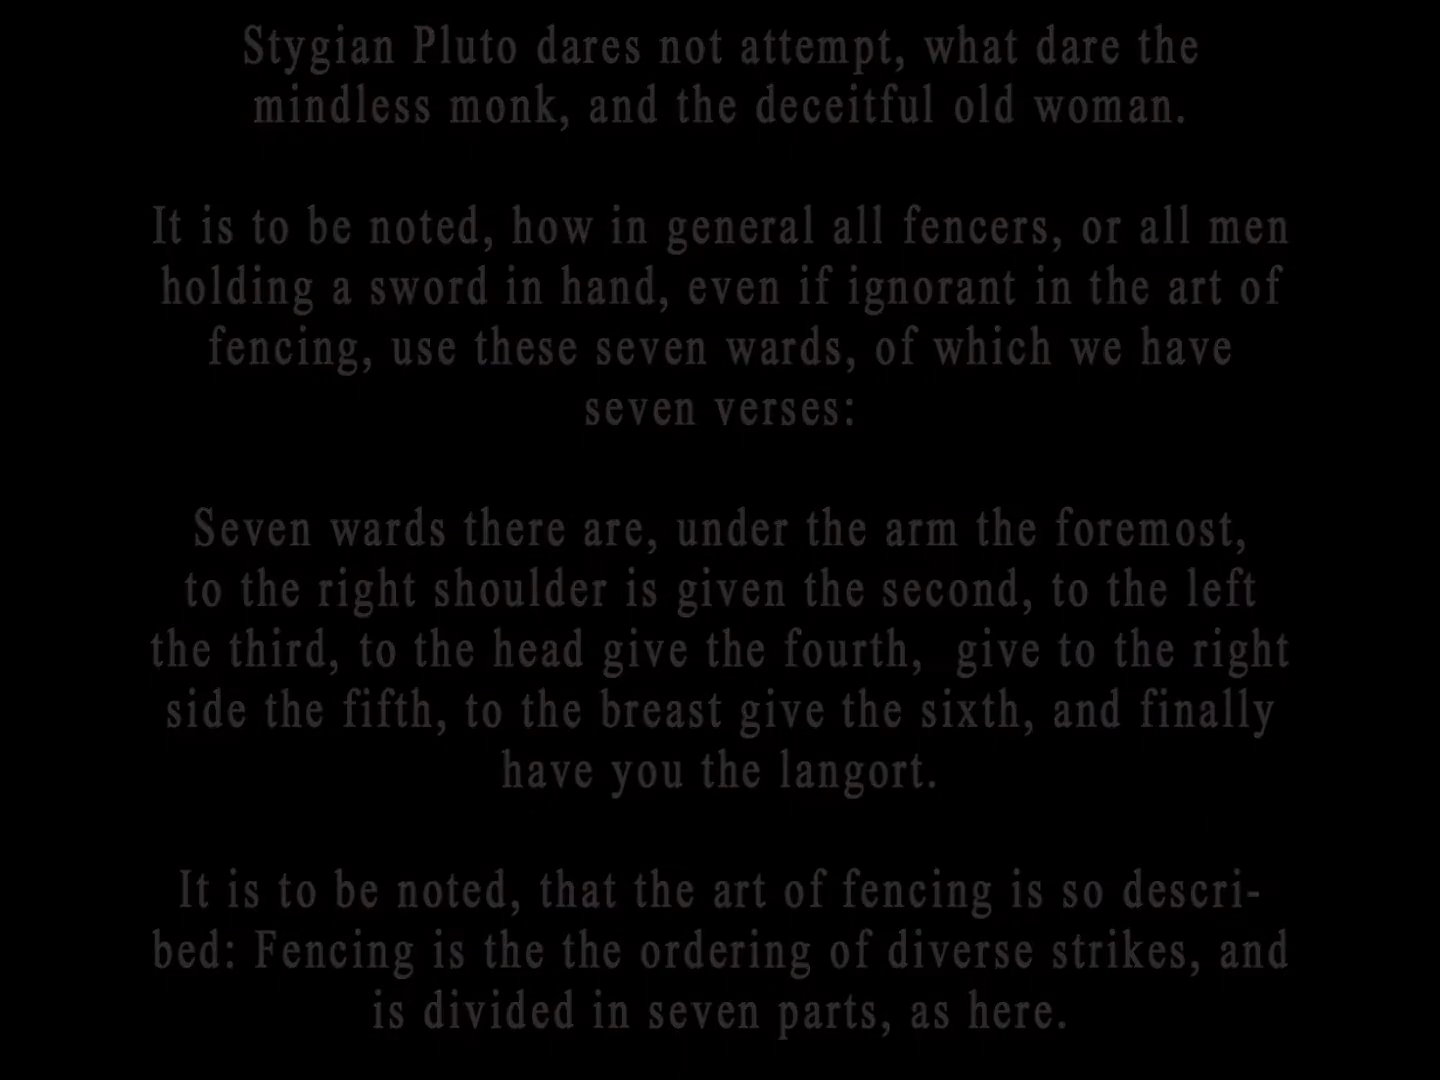 Stygian Pluto dares not attempt, what dare the
mindless monk, and the deceitful old woman.
It is to be noted, how in general all fencers, or all men
holding a sword in hand, even if ignorant in the art of
fencing, use these seven wards, of which we have
seven verses:
Seven wards there are, under the arm the foremost,
to the right shoulder is given the second, to the left
the third, to the head give the fourth,  give to the right
side the fifth, to the breast give the sixth, and finally
have you the langort.
It is to be noted, that the art of fencing is so descri-
bed: Fencing is the the ordering of diverse strikes, and
is divided in seven parts, as here.